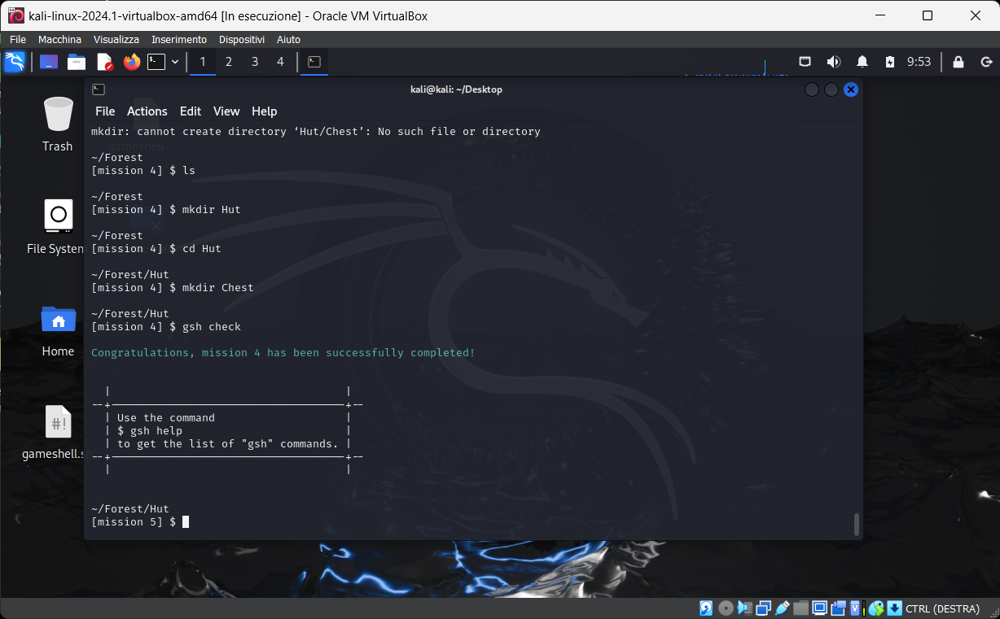 kali-linux-2024.1-virtualbox-amd64 [In esecuzione] - Oracle VM VirtualBox
File Macchina Visualizza Inserimento Dispositivi Aiuto
1 2 3 4 9:53
kali@kali: ~/Desktop
File Actions Edit View Help
Trash
File System
Home
gameshell.s
gameshell-...
mkdir: cannot create directory ‘Hut/Chest’: No such file or directory
~/Forest
[mission 4] $ ls
~/Forest
[mission 4] $ mkdir Hut
~/Forest
[mission 4] $ cd Hut
~/Forest/Hut
[mission 4] $ mkdir Chest
~/Forest/Hut
[mission 4] $ gsh check
Congratulations, mission 4 has been successfully completed!
Use the command
$ gsh help
to get the list of "gsh" commands.
~/Forest/Hut
[mission 5] $
CTRL (DESTRA)